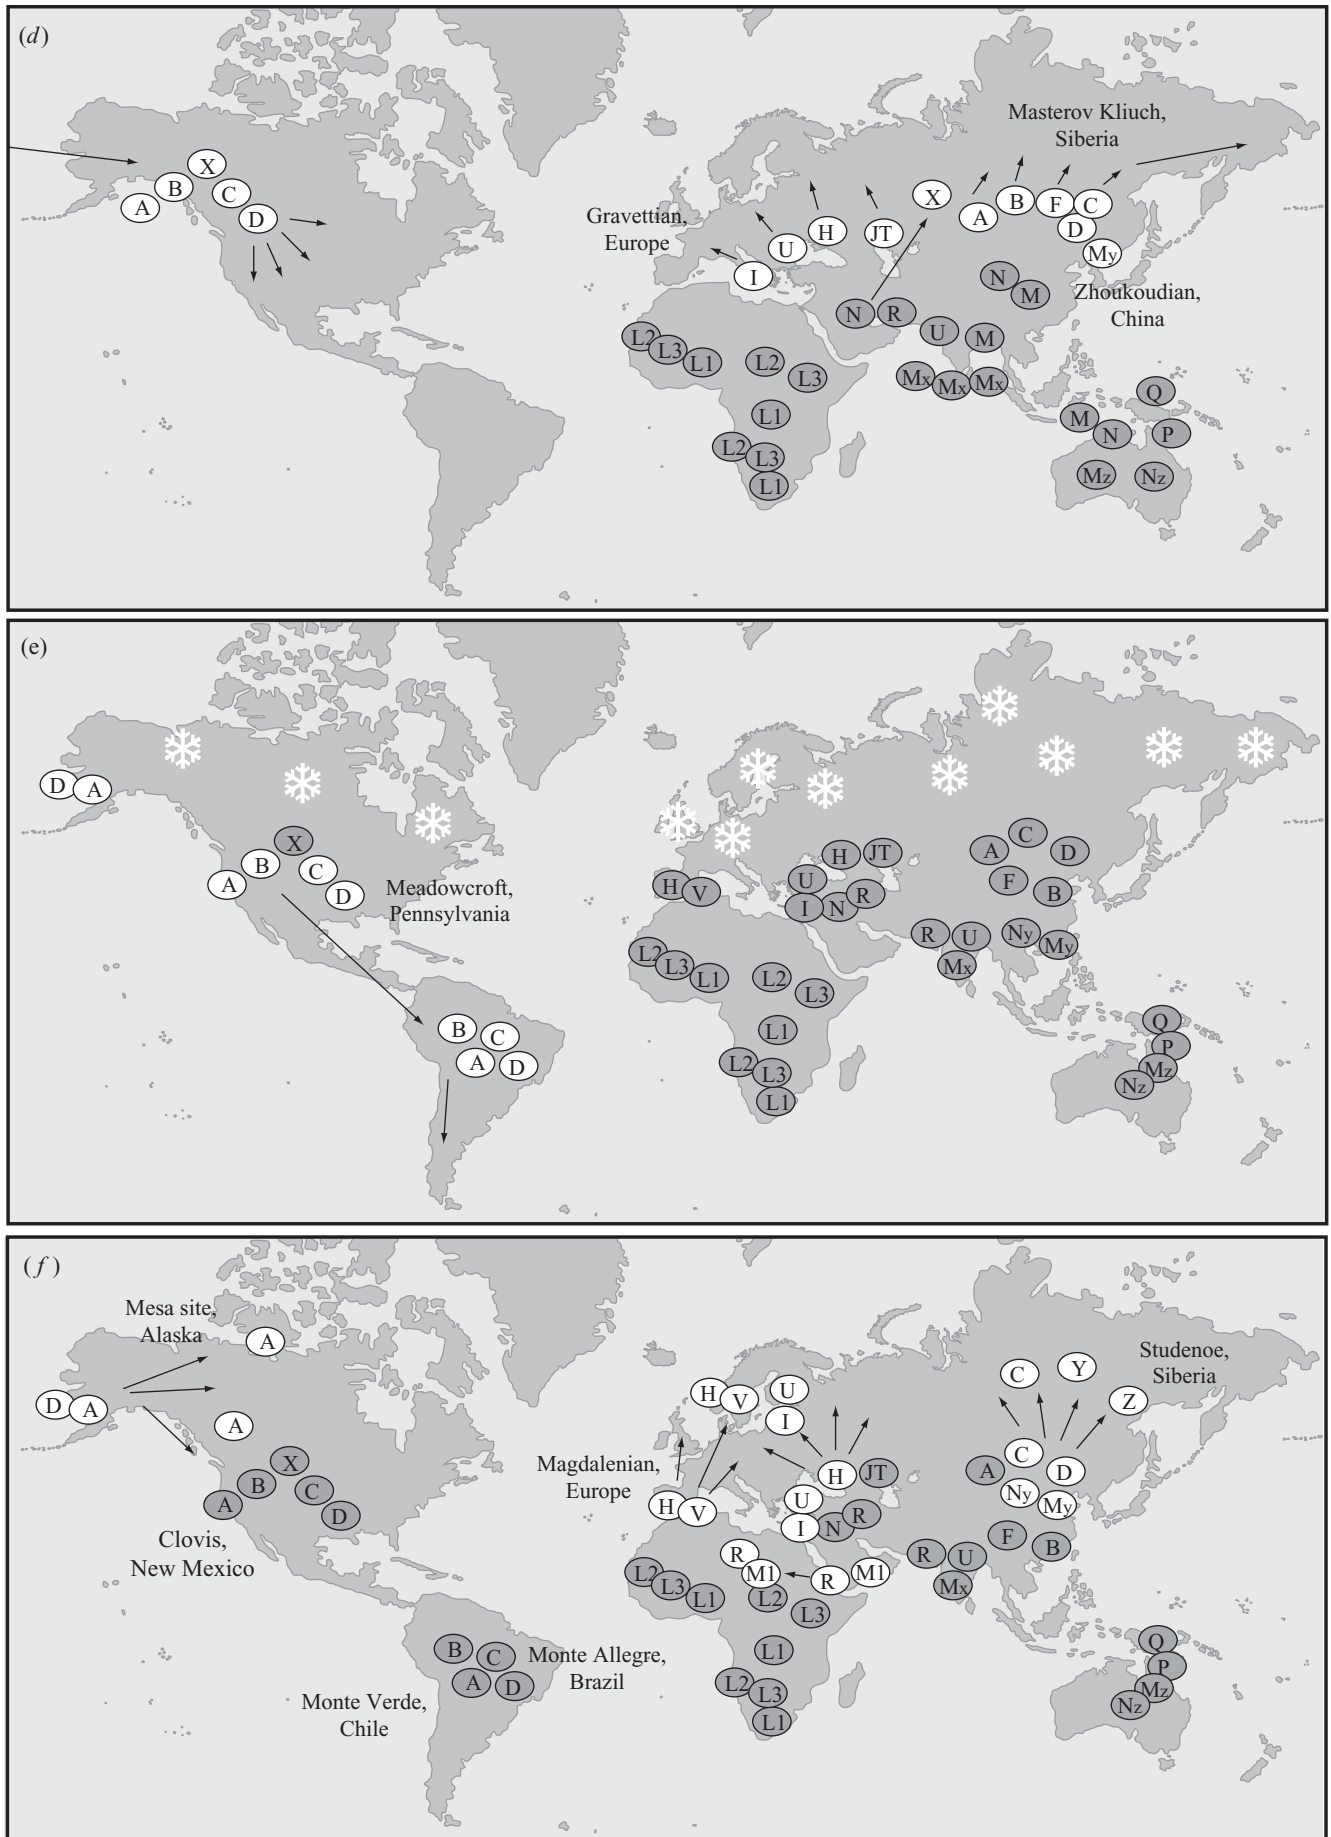 (d)
Masterov Kliuch,
Siberia
X
B
C
A
D
Gravettian,
Europe
X
B
F
C
A
D
H
JT
U
My
I
N
M
Zhoukoudian,
China
N
R
U
M
L2
L3
L1
L2
L3
Mx
Mx
Mx
Q
L1
M
N
P
L2
L3
L1
Mz
Nz
(e)
D
A
X
B
C
A
D
Meadowcroft,
Pennsylvania
H
JT
U
H
V
I
N
R
C
A
D
F
B
R
U
Mx
Ny
My
L2
L3
L1
L2
L3
B
C
A
D
L1
L2
L3
L1
Q
P
Mz
Nz
(f)
Mesa site,
Alaska
A
D
A
A
X
B
C
A
D
Clovis,
New Mexico
H
V
U
I
C
Y
Z
Studenoe,
Siberia
Magdalenian,
Europe
H
V
H
JT
U
I
N
R
C
A
D
Ny
My
F
B
R
M1
R
M1
R
U
Mx
L2
L3
L1
L2
L3
B
C
A
D
Monte Allegre,
Brazil
Monte Verde,
Chile
L1
L2
L3
L1
Q
P
Mz
Nz